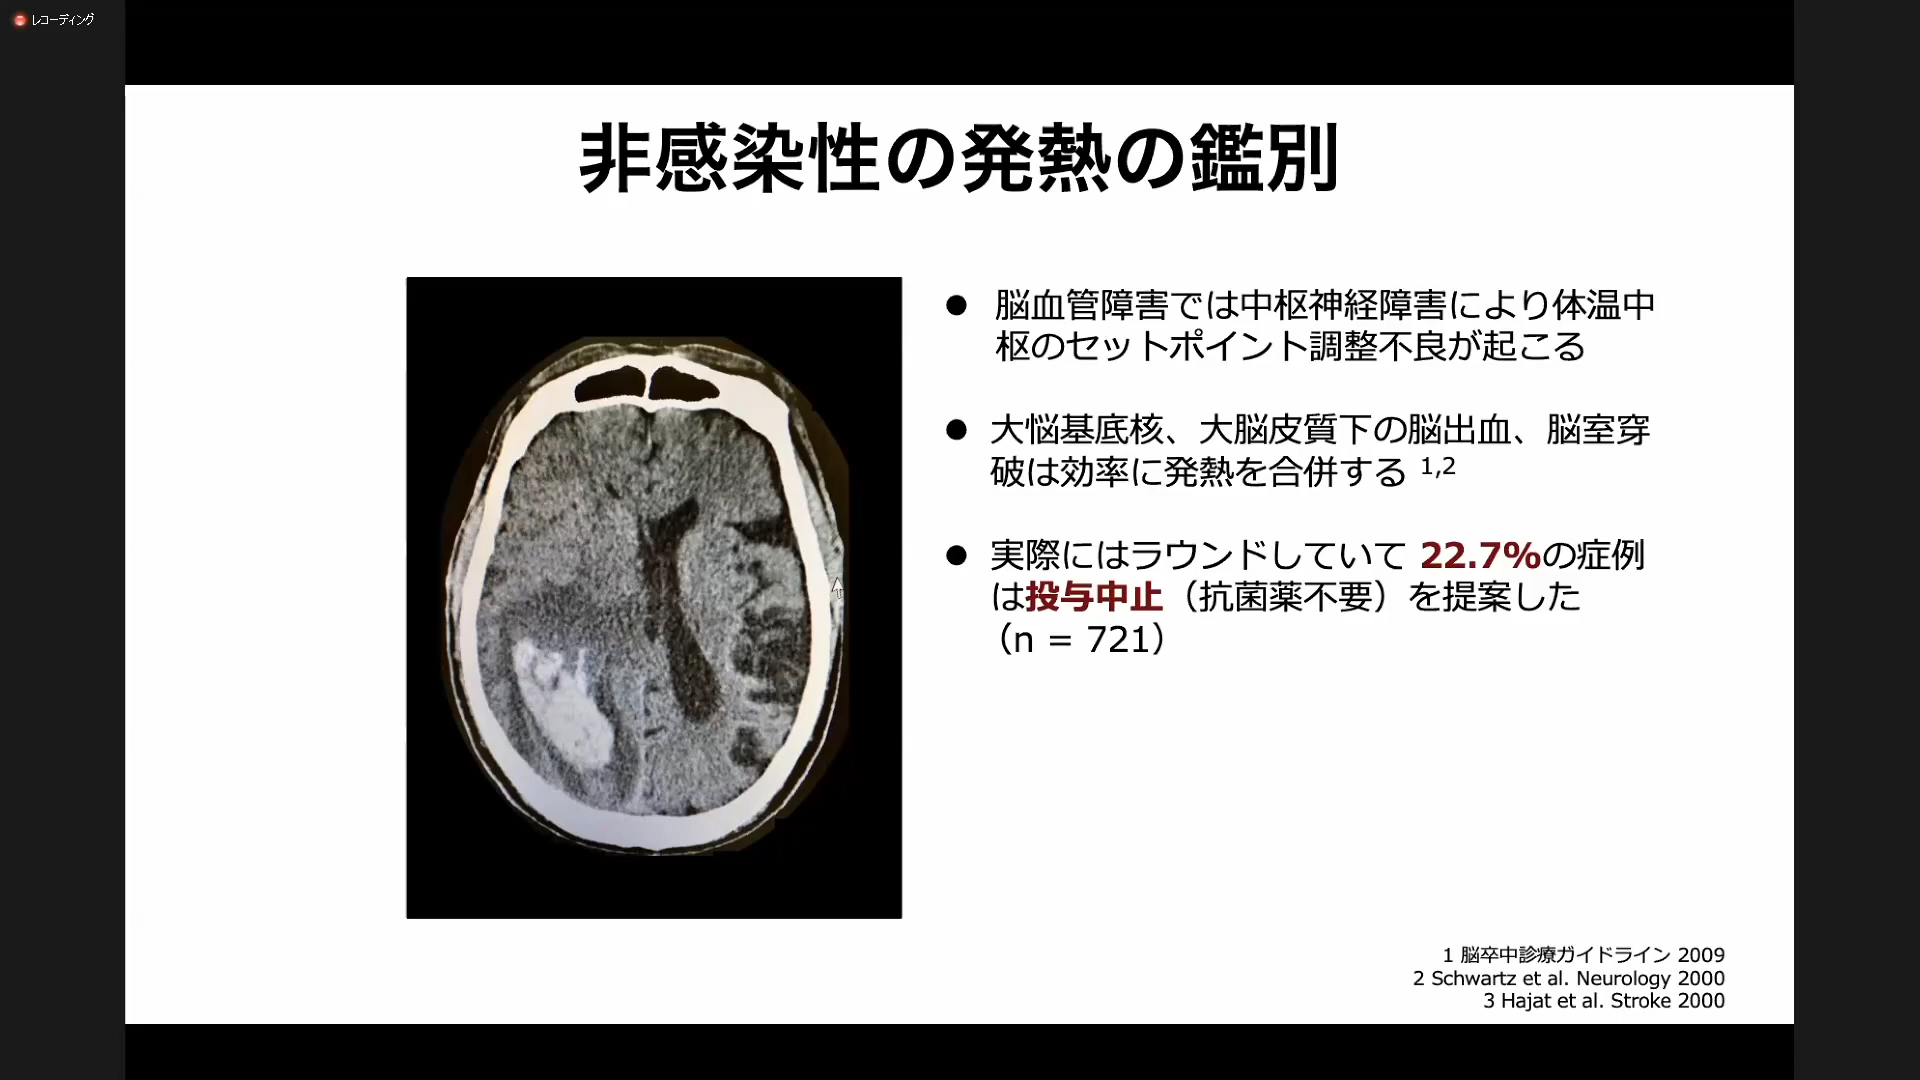 レコーディング
非感染性の発熱の鑑別
● 脳血管障害では中枢神経障害により体温中
枢のセットポイント調整不良が起こる
● 大悩基底核、大脳皮質下の脳出血、脳室穿
破は効率に発熱を合併する 1,2
● 実際にはラウンドしていて 22.7%の症例
は投与中止（抗菌薬不要）を提案した
（n = 721）
1 脳卒中診療ガイドライン 2009
2 Schwartz et al. Neurology 2000
3 Hajat et al. Stroke 2000